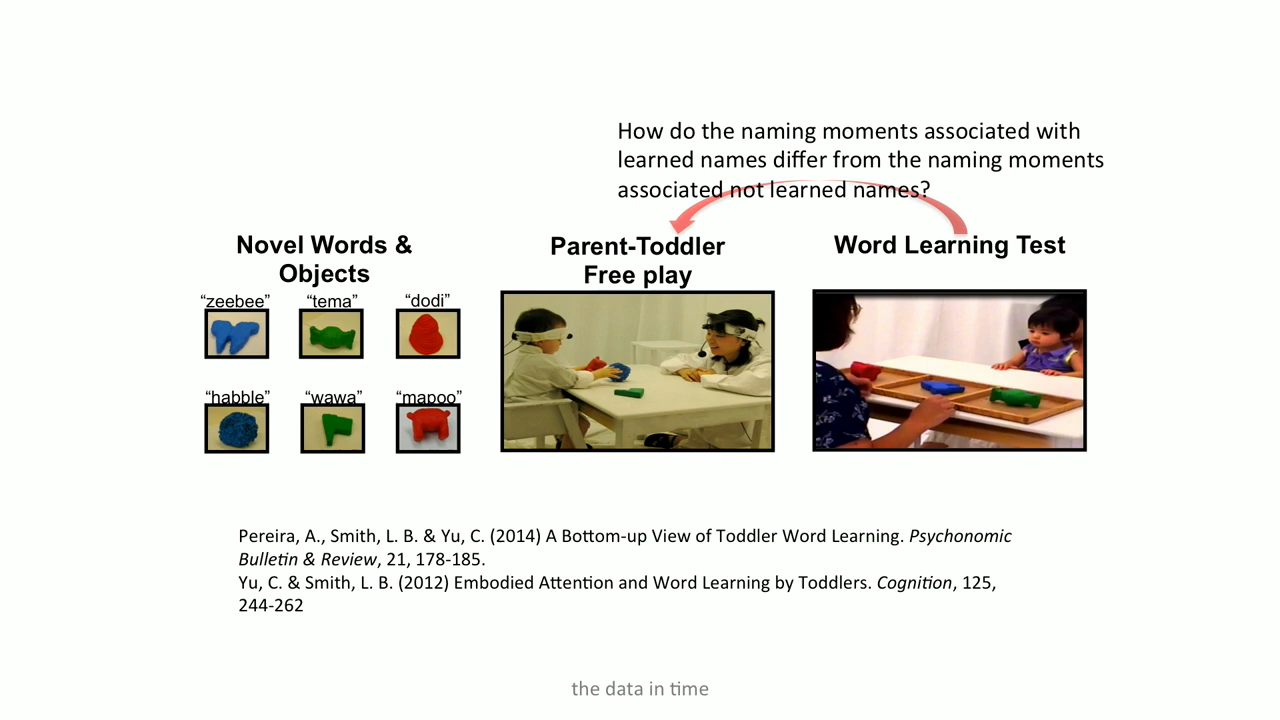 How do the naming moments associated with
learned names differ from the naming moments
associated not learned names?
Novel Words &
Objects
Parent-Toddler
Free play
Word Learning Test
“zeebee” “tema” “dodi”
“habble” “wawa” “mapoo”
Pereira, A., Smith, L. B. & Yu, C. (2014) A Bottom-up View of Toddler Word Learning. Psychonomic
Bulletin & Review, 21, 178-185.
Yu, C. & Smith, L. B. (2012) Embodied Attention and Word Learning by Toddlers. Cognition, 125,
244-262
the data in time